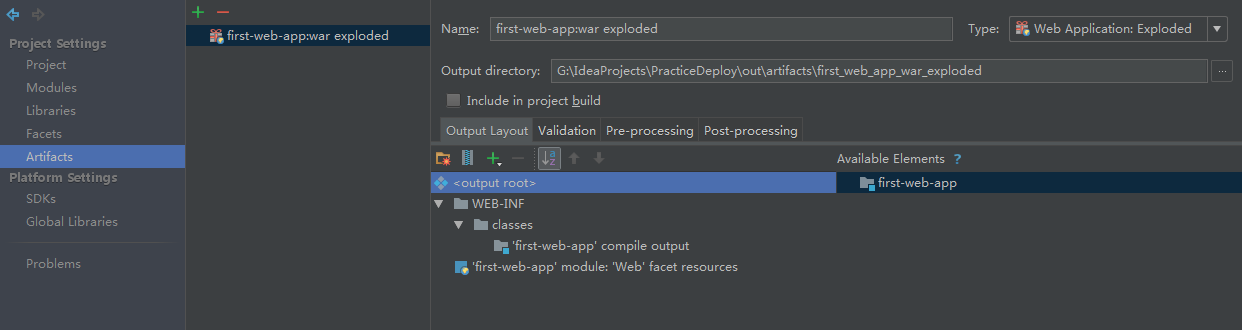 Project Settings
Project
Modules
Libraries
Facets
Artifacts
Platform Settings
SDKs
Global Libraries
Problems
first-web-app:war exploded
Name: first-web-app:war exploded Type: Web Application: Exploded
Output directory: G:\IdeaProjects\PracticeDeploy\out\artifacts\first_web_app_war_exploded ...
Include in project build
Output Layout Validation Pre-processing Post-processing
a z Available Elements ?
<output root> first-web-app
WEB-INF
classes
'first-web-app' compile output
'first-web-app' module: 'Web' facet resources